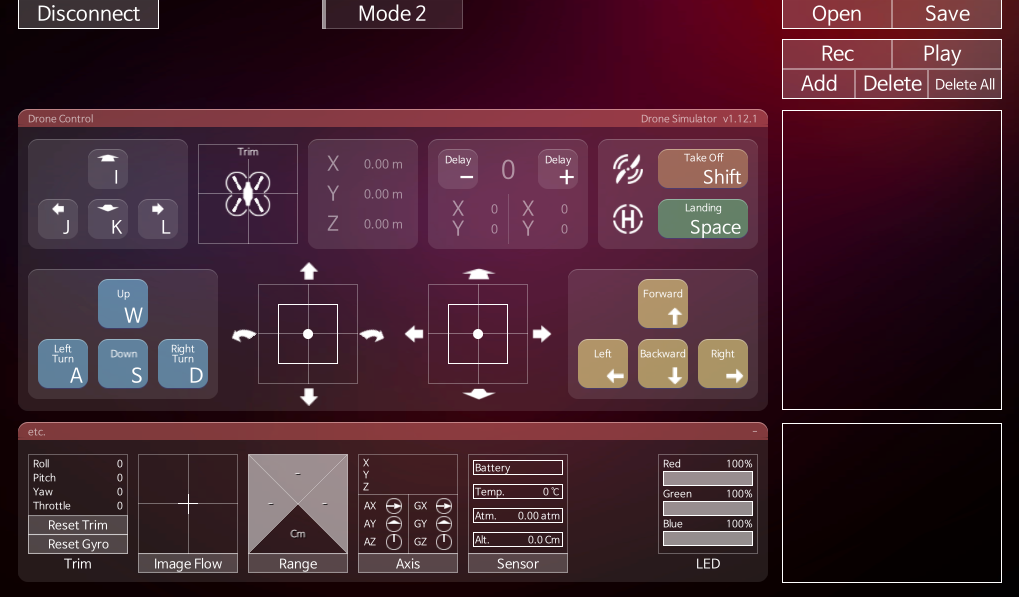 Disconnect
Mode 2
Open Save
Rec Play
Add Delete Delete All
Drone Control
Drone Simulator v1.12.1
I
J K L
Trim
X 0.00 m
Y 0.00 m
Z 0.00 m
Delay − 0 Delay +
X 0 X 0
Y 0 Y 0
Take Off
Shift
H
Landing
Space
Up
W
Left Turn
A
Down
S
Right Turn
D
Forward
Left
Backward
Right
etc. −
Roll 0
Pitch 0
Yaw 0
Throttle 0
Reset Trim
Reset Gyro
Trim
Image Flow
-
- -
Cm
Range
X
Y
Z
AX GX
AY GY
AZ GZ
Axis
Battery
Temp. 0 ℃
Atm. 0.00 atm
Alt. 0.0 Cm
Sensor
Red 100%
Green 100%
Blue 100%
LED